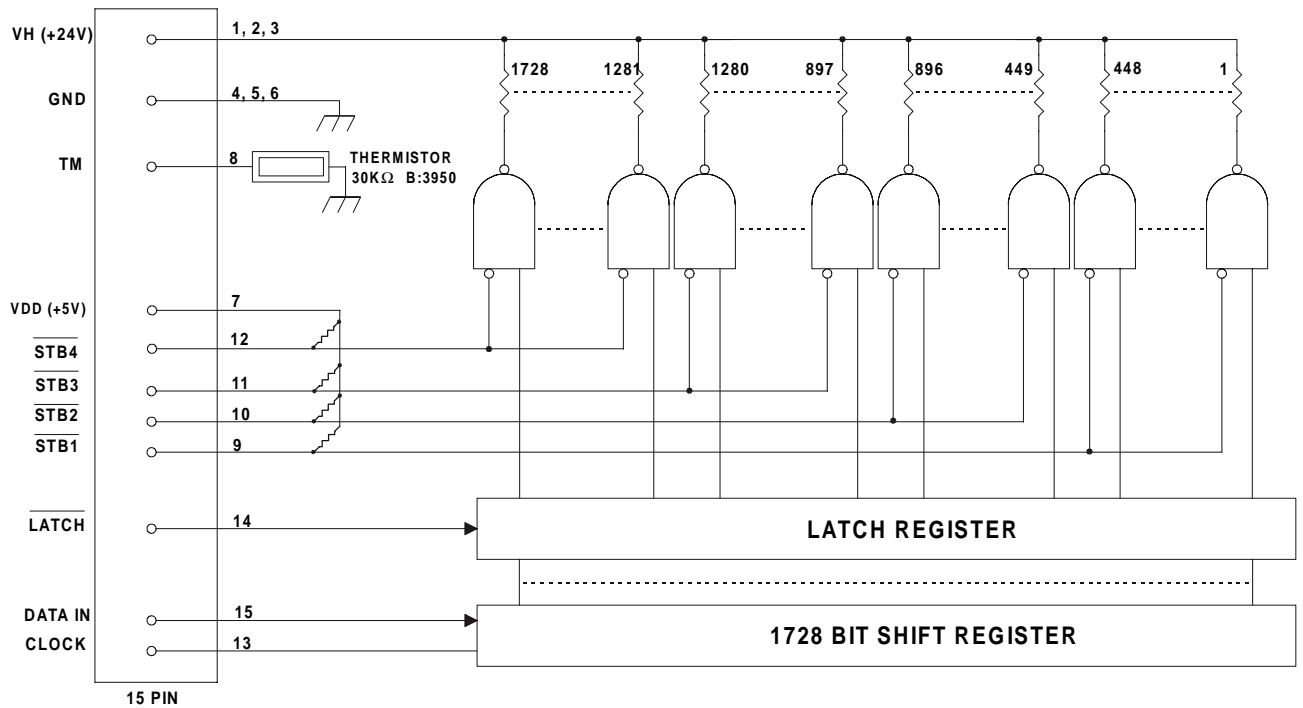 VH (+24V) 1, 2, 3
1728 1281 1280 897 896 449 448 1
GND 4, 5, 6
TM 8 THERMISTOR
30KΩ B:3950
VDD (+5V) 7
STB4 12
STB3 11
STB2 10
STB1 9
LATCH 14 LATCH REGISTER
DATA IN 15
1728 BIT SHIFT REGISTER
CLOCK 13
15 PIN